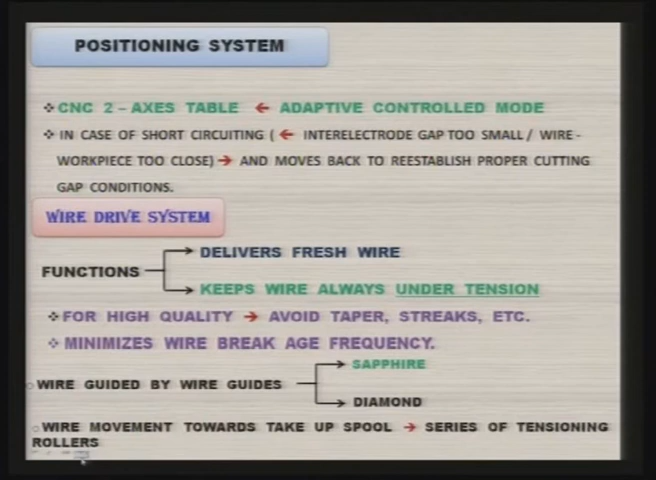 POSITIONING SYSTEM
❖CNC 2 – AXES TABLE ← ADAPTIVE CONTROLLED MODE
❖ IN CASE OF SHORT CIRCUITING ( ← INTERELECTRODE GAP TOO SMALL / WIRE-
WORKPIECE TOO CLOSE) → AND MOVES BACK TO REESTABLISH PROPER CUTTING
GAP CONDITIONS.
WIRE DRIVE SYSTEM
DELIVERS FRESH WIRE
FUNCTIONS
KEEPS WIRE ALWAYS UNDER TENSION
❖FOR HIGH QUALITY → AVOID TAPER, STREAKS, ETC.
❖MINIMIZES WIRE BREAK AGE FREQUENCY.
SAPPHIRE
○WIRE GUIDED BY WIRE GUIDES
DIAMOND
○WIRE MOVEMENT TOWARDS TAKE UP SPOOL → SERIES OF TENSIONING
ROLLERS